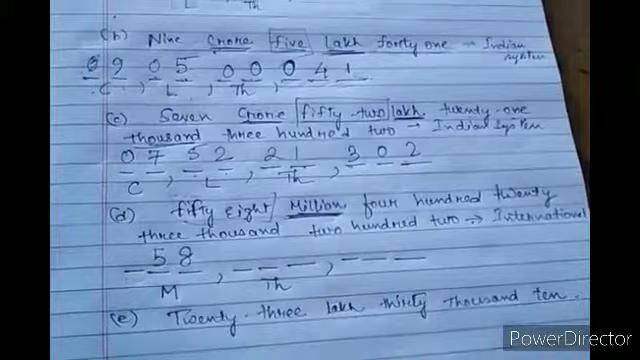 (b) Nine Crore five lakh forty one → Indian system
0 9 0 5 0 0 0 4 1
C , L , Th ,
(c) Seven Crore fifty-two lakh twenty-one
thousand three hundred two → Indian System
0 7 5 2 2 1 3 0 2
C , L , Th ,
(d) fifty eight Million four hundred twenty
three thousand two hundred two → International
5 8 , ,
M Th
(e) Twenty-three lakh thirty thousand ten.
PowerDirector